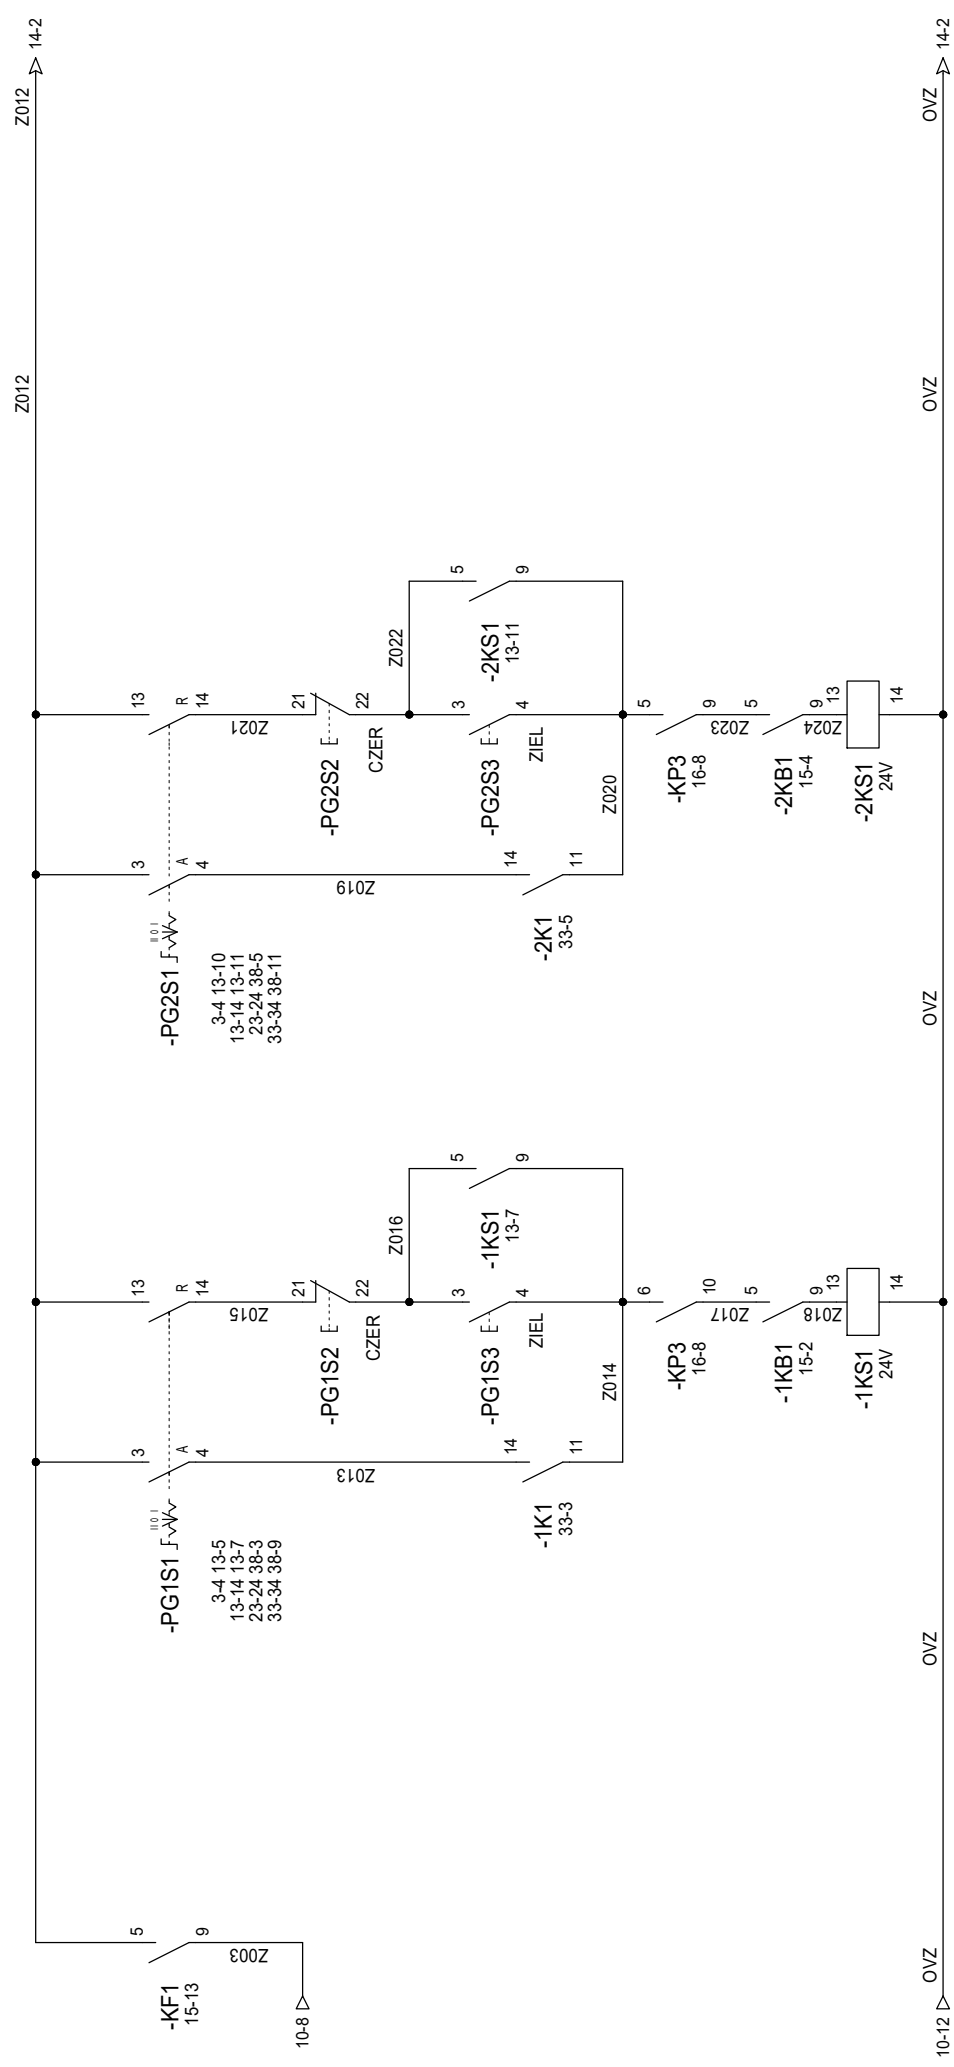 10-8
-KF1
15-13
5
9
Z003
Z012
Z012
14-2
-PG1S1
II 0 I
3-4 13-5
13-14 13-7
23-24 38-3
33-34 38-9
3
A
4
Z013
14
11
-1K1
33-3
13
R
14
Z015
-PG1S2
21
22
CZER
Z016
-PG1S3
3
4
ZIEL
-1KS1
13-7
5
9
Z014
-KP3
16-8
6
10
Z017
-1KB1
15-2
5
9
Z018
-1KS1
24V
13
14
-PG2S1
II 0 I
3-4 13-10
13-14 13-11
23-24 38-5
33-34 38-11
3
A
4
Z019
14
11
-2K1
33-5
13
R
14
Z021
-PG2S2
21
22
CZER
Z022
-PG2S3
3
4
ZIEL
-2KS1
13-11
5
9
Z020
-KP3
16-8
5
9
Z023
-2KB1
15-4
5
9
Z024
-2KS1
24V
13
14
10-12
OVZ
OVZ
OVZ
OVZ
OVZ
14-2